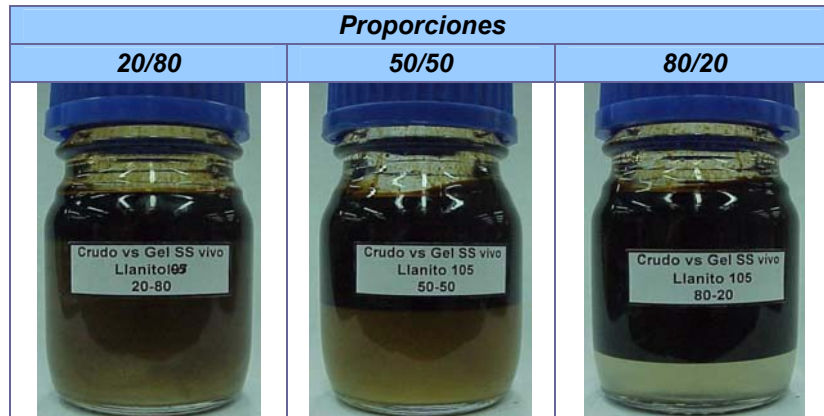 Proporciones
20/80
50/50
80/20
Crudo vs Gel SS vivo
Llanito
20-80
Crudo vs Gel SS vivo
Llanito 105
50-50
Crudo vs Gel SS vivo
Llanito 105
80-20